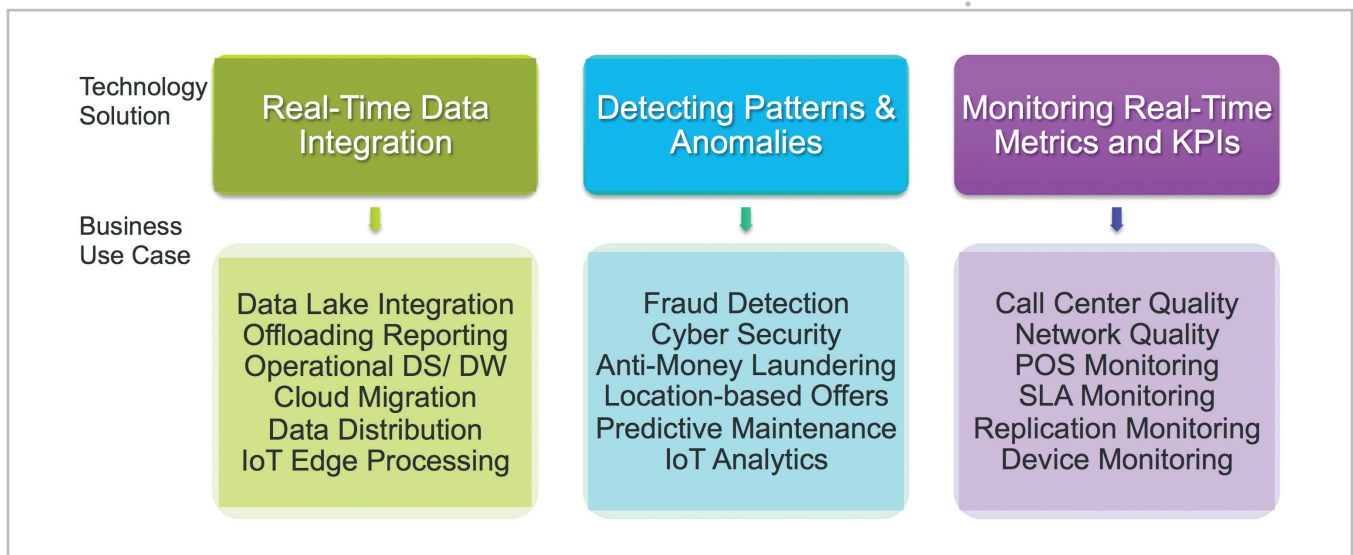 Technology
Solution
Real-Time Data
Integration
Detecting Patterns &
Anomalies
Monitoring Real-Time
Metrics and KPIs
Business
Use Case
Data Lake Integration
Offloading Reporting
Operational DS/ DW
Cloud Migration
Data Distribution
IoT Edge Processing
Fraud Detection
Cyber Security
Anti-Money Laundering
Location-based Offers
Predictive Maintenance
IoT Analytics
Call Center Quality
Network Quality
POS Monitoring
SLA Monitoring
Replication Monitoring
Device Monitoring